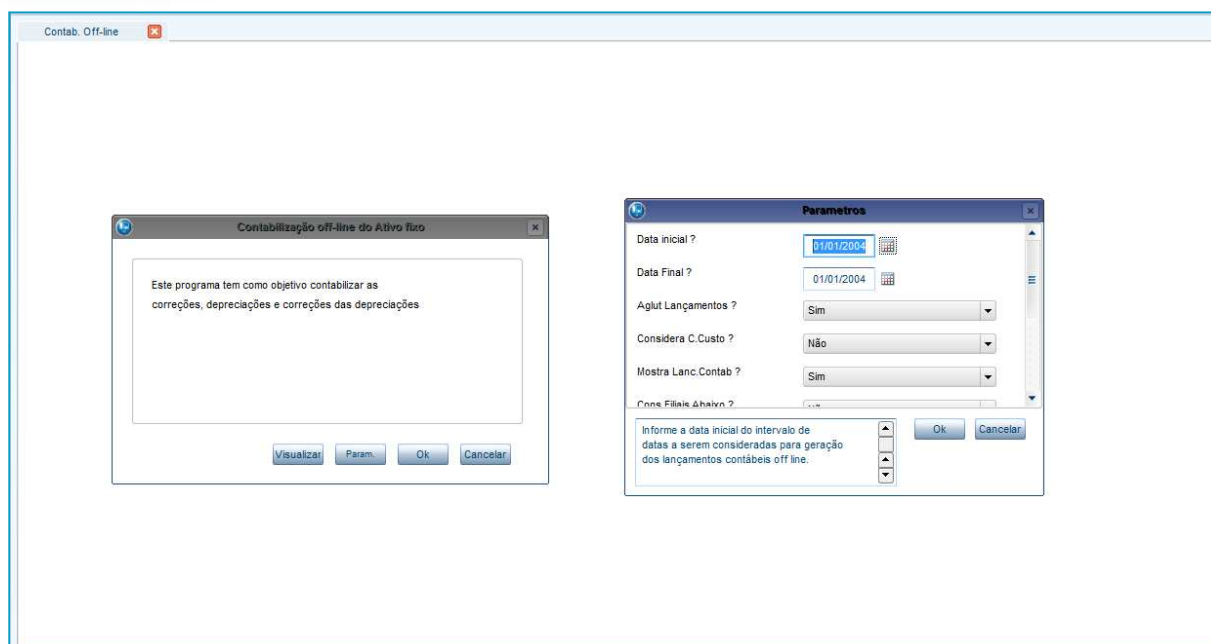 Contab. Off-line
Contabilização off-line do Ativo fixo
Este programa tem como objetivo contabilizar as
correções, depreciações e correções das depreciações
Visualizar Param. Ok Cancelar
Parametros
Data inicial ? 01/01/2004
Data Final ? 01/01/2004
Aglut Lançamentos ? Sim
Considera C.Custo ? Não
Mostra Lanc.Contab ? Sim
Cons Filiais Abaixo ?
Informe a data inicial do intervalo de
datas a serem consideradas para geração
dos lançamentos contábeis off line.
Ok Cancelar